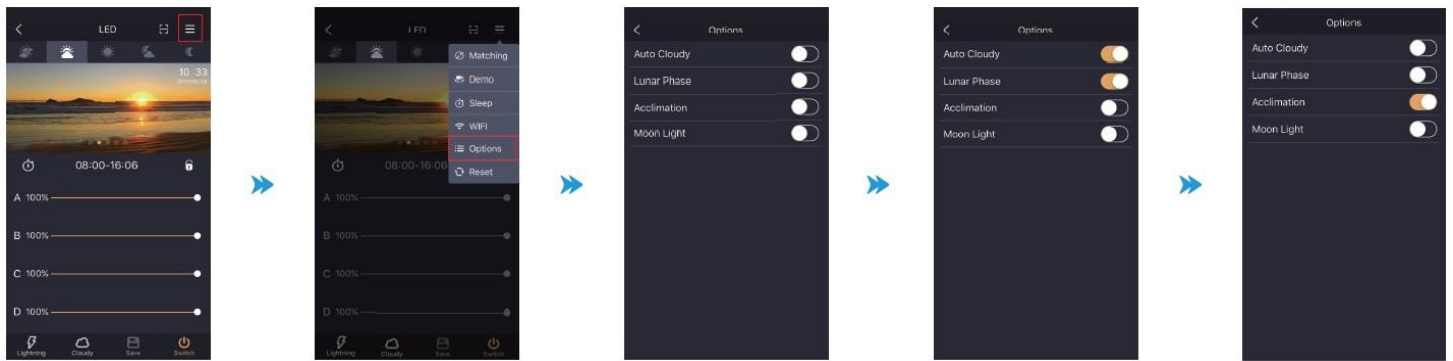 LED
10 33
08:00-16:06
A 100%
B 100%
C 100%
D 100%
Lightning Cloudy Save Switch
LED
Matching
Demo
Sleep
WIFI
Options
Reset
08:00-16:06
A 100%
B 100%
C 100%
D 100%
Lightning Cloudy Save Switch
Options
Auto Cloudy
Lunar Phase
Acclimation
Moon Light
Options
Auto Cloudy
Lunar Phase
Acclimation
Moon Light
Options
Auto Cloudy
Lunar Phase
Acclimation
Moon Light